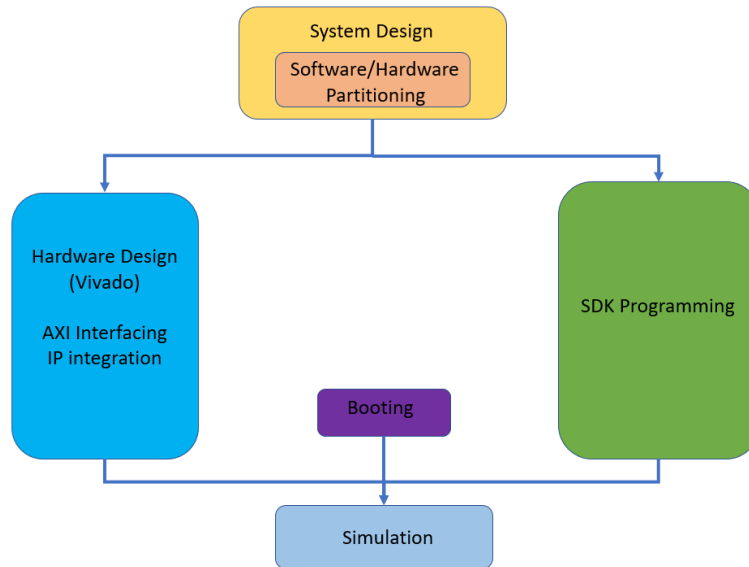 System Design
Software/Hardware
Partitioning
Hardware Design
(Vivado)
AXI Interfacing
IP integration
SDK Programming
Booting
Simulation